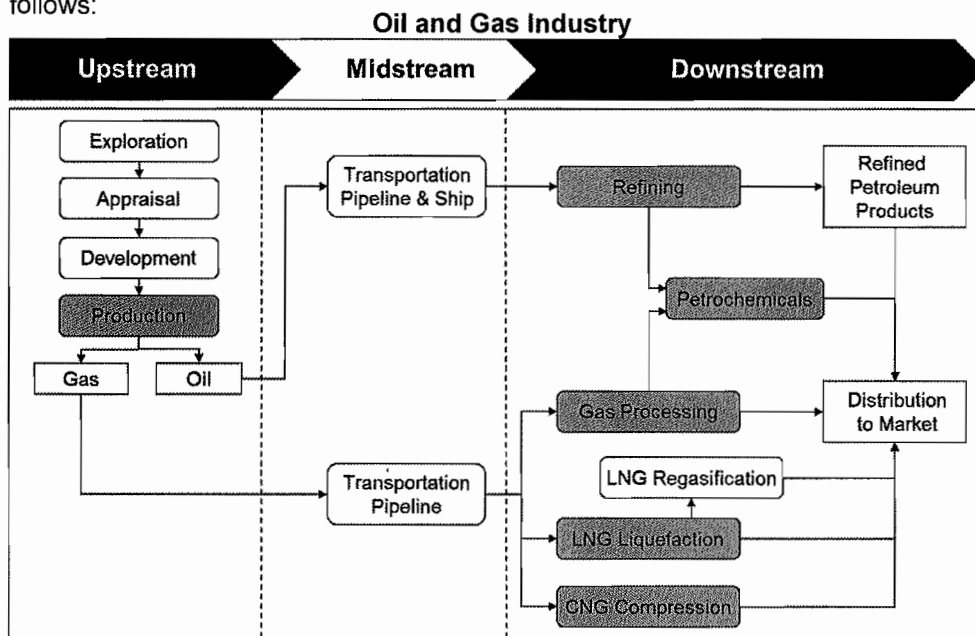 follows:
Oil and Gas Industry
Upstream
Midstream
Downstream
Exploration
Appraisal
Development
Production
Gas
Oil
Transportation
Pipeline & Ship
Transportation
Pipeline
Refining
Refined
Petroleum
Products
Petrochemicals
Gas Processing
Distribution
to Market
LNG Regasification
LNG Liquefaction
CNG Compression